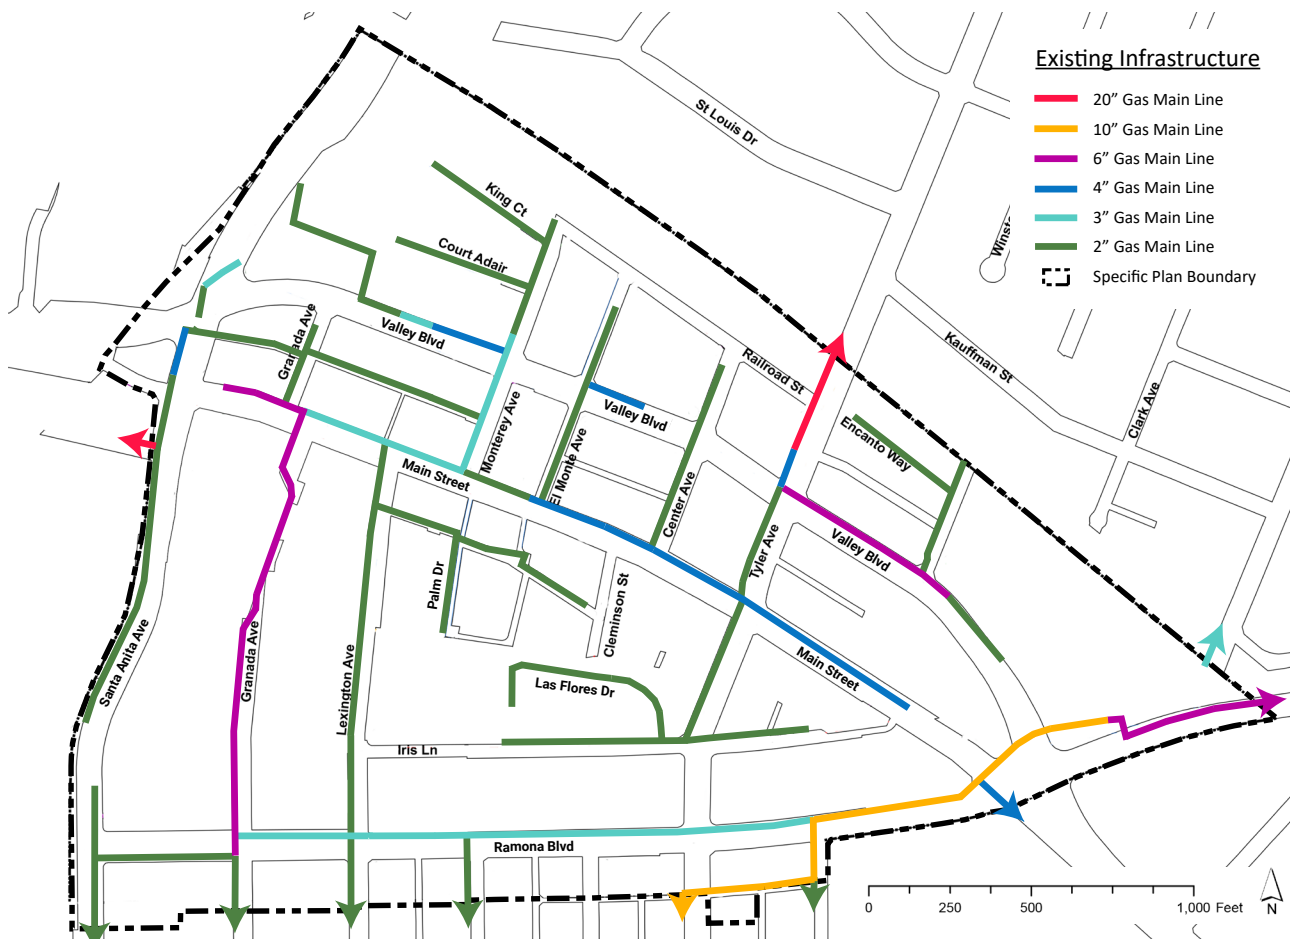 Existing Infrastructure
20” Gas Main Line
10” Gas Main Line
6” Gas Main Line
4” Gas Main Line
3” Gas Main Line
2” Gas Main Line
Specific Plan Boundary
St Louis Dr
King Ct
Court Adair
Winst
Granada Ave
Valley Blvd
Railroad St
Kauffman St
Clark Ave
Monterey Ave
Valley Blvd
Encanto Way
Main Street
El Monte Ave
Center Ave
Tyler Ave
Valley Blvd
Palm Dr
Cleminson St
Santa Anita Ave
Granada Ave
Lexington Ave
Las Flores Dr
Main Street
Iris Ln
Ramona Blvd
0 250 500 1,000 Feet
N